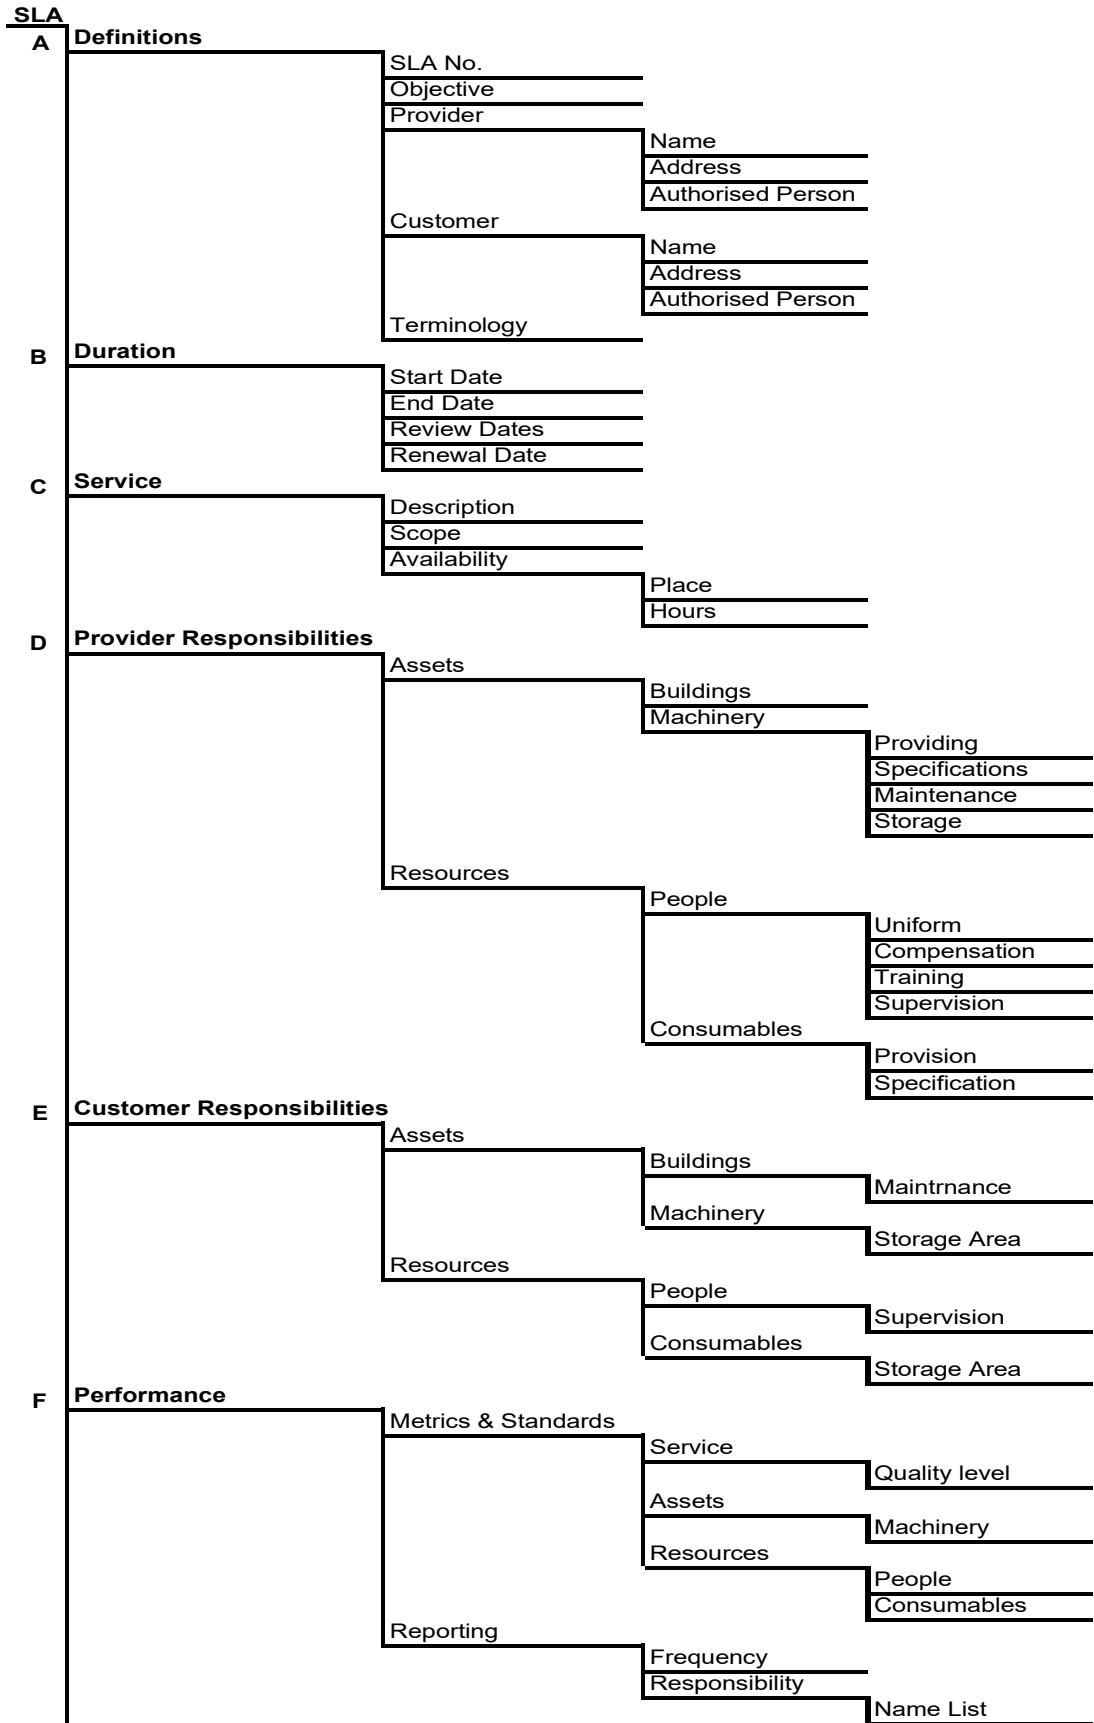 SLA
A Definitions
SLA No.
Objective
Provider
Name
Address
Authorised Person
Customer
Name
Address
Authorised Person
Terminology
B Duration
Start Date
End Date
Review Dates
Renewal Date
C Service
Description
Scope
Availability
Place
Hours
D Provider Responsibilities
Assets
Buildings
Machinery
Providing
Specifications
Maintenance
Storage
Resources
People
Uniform
Compensation
Training
Supervision
Consumables
Provision
Specification
E Customer Responsibilities
Assets
Buildings
Maintrnance
Machinery
Storage Area
Resources
People
Supervision
Consumables
Storage Area
F Performance
Metrics & Standards
Service
Quality level
Assets
Machinery
Resources
People
Consumables
Reporting
Frequency
Responsibility
Name List